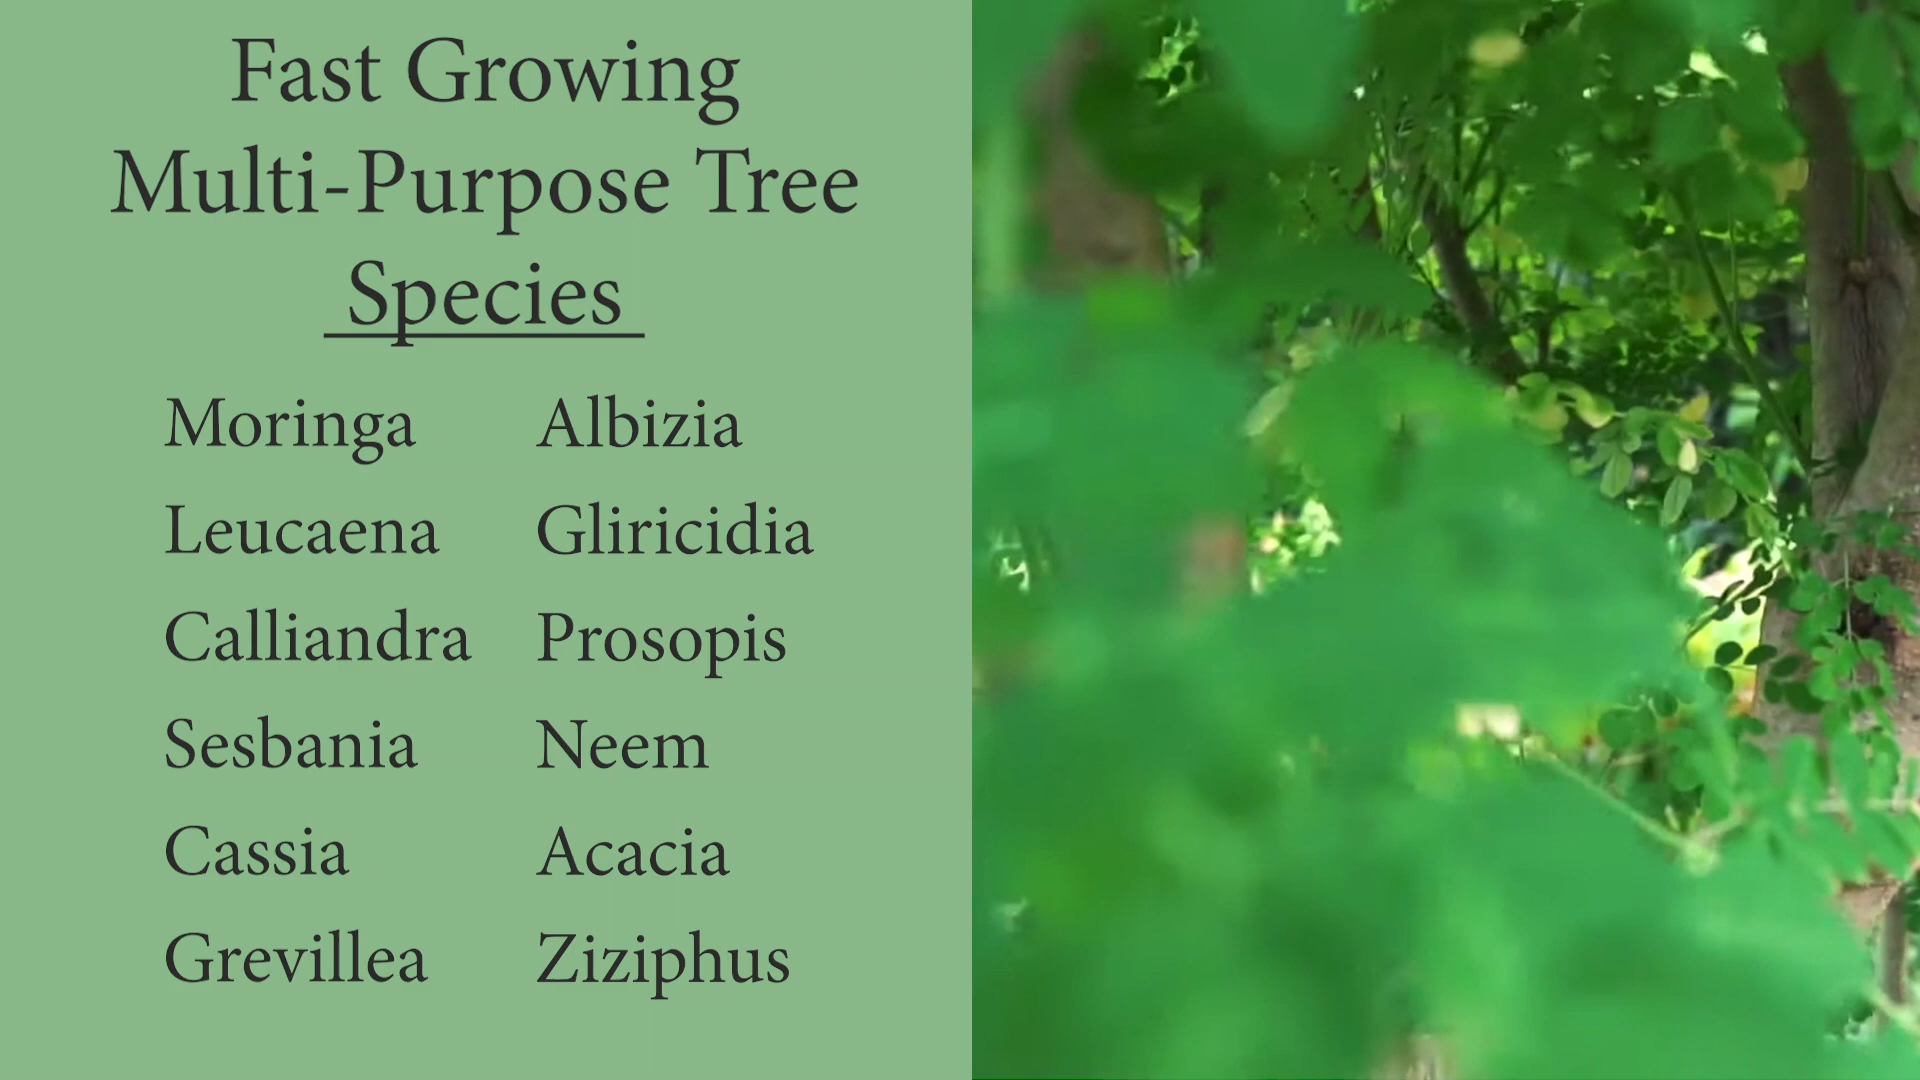 Fast Growing
Multi-Purpose Tree
Species
Moringa
Leucaena
Calliandra
Sesbania
Cassia
Grevillea
Albizia
Gliricidia
Prosopis
Neem
Acacia
Ziziphus